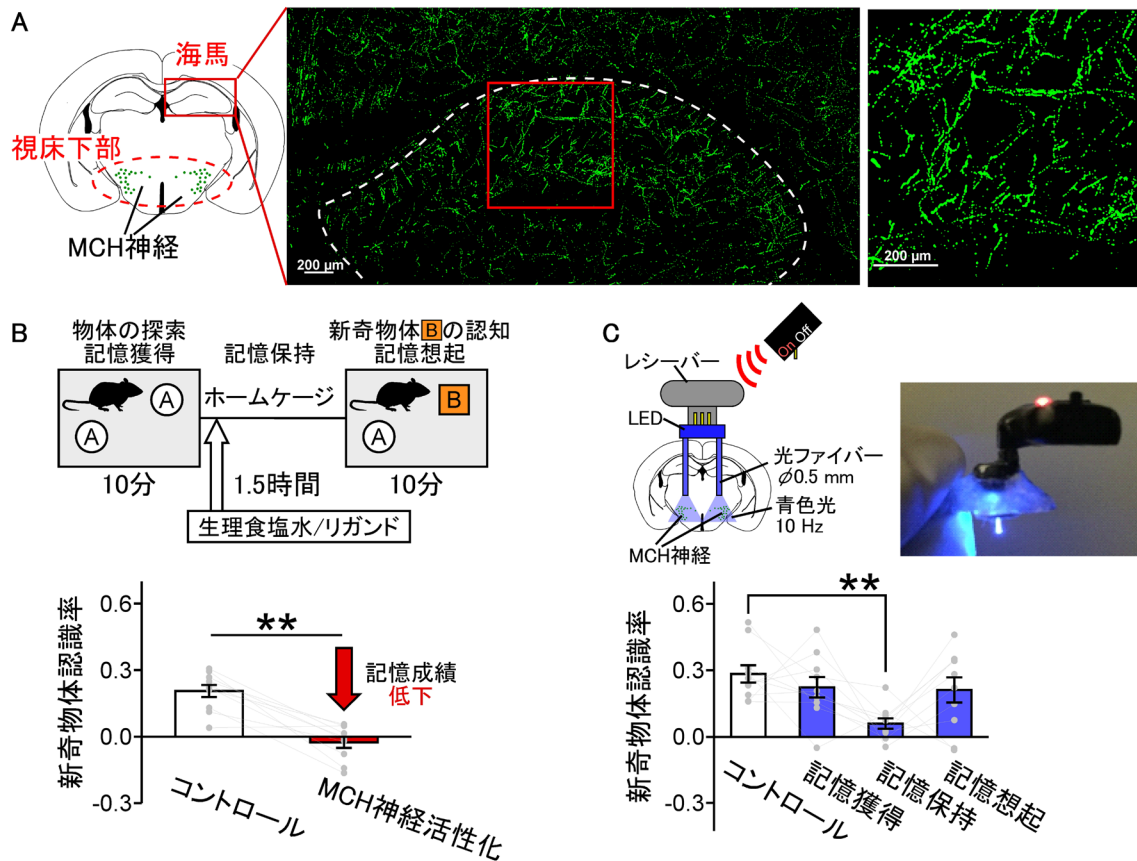 A
海馬
視床下部
MCH神経
200 μm
200 μm
B
物体の探索
記憶獲得
記憶保持
新奇物体Bの認知
記憶想起
A
A
ホームケージ
B
A
10分
1.5時間
10分
生理食塩水/リガンド
新奇物体認識率
0.6
0.3
0.0
-0.3
**
記憶成績
低下
コントロール
MCH神経活性化
C
On Off
レシーバー
LED
光ファイバー
φ0.5 mm
青色光
10 Hz
MCH神経
新奇物体認識率
0.6
0.3
0.0
-0.3
**
コントロール
記憶獲得
記憶保持
記憶想起